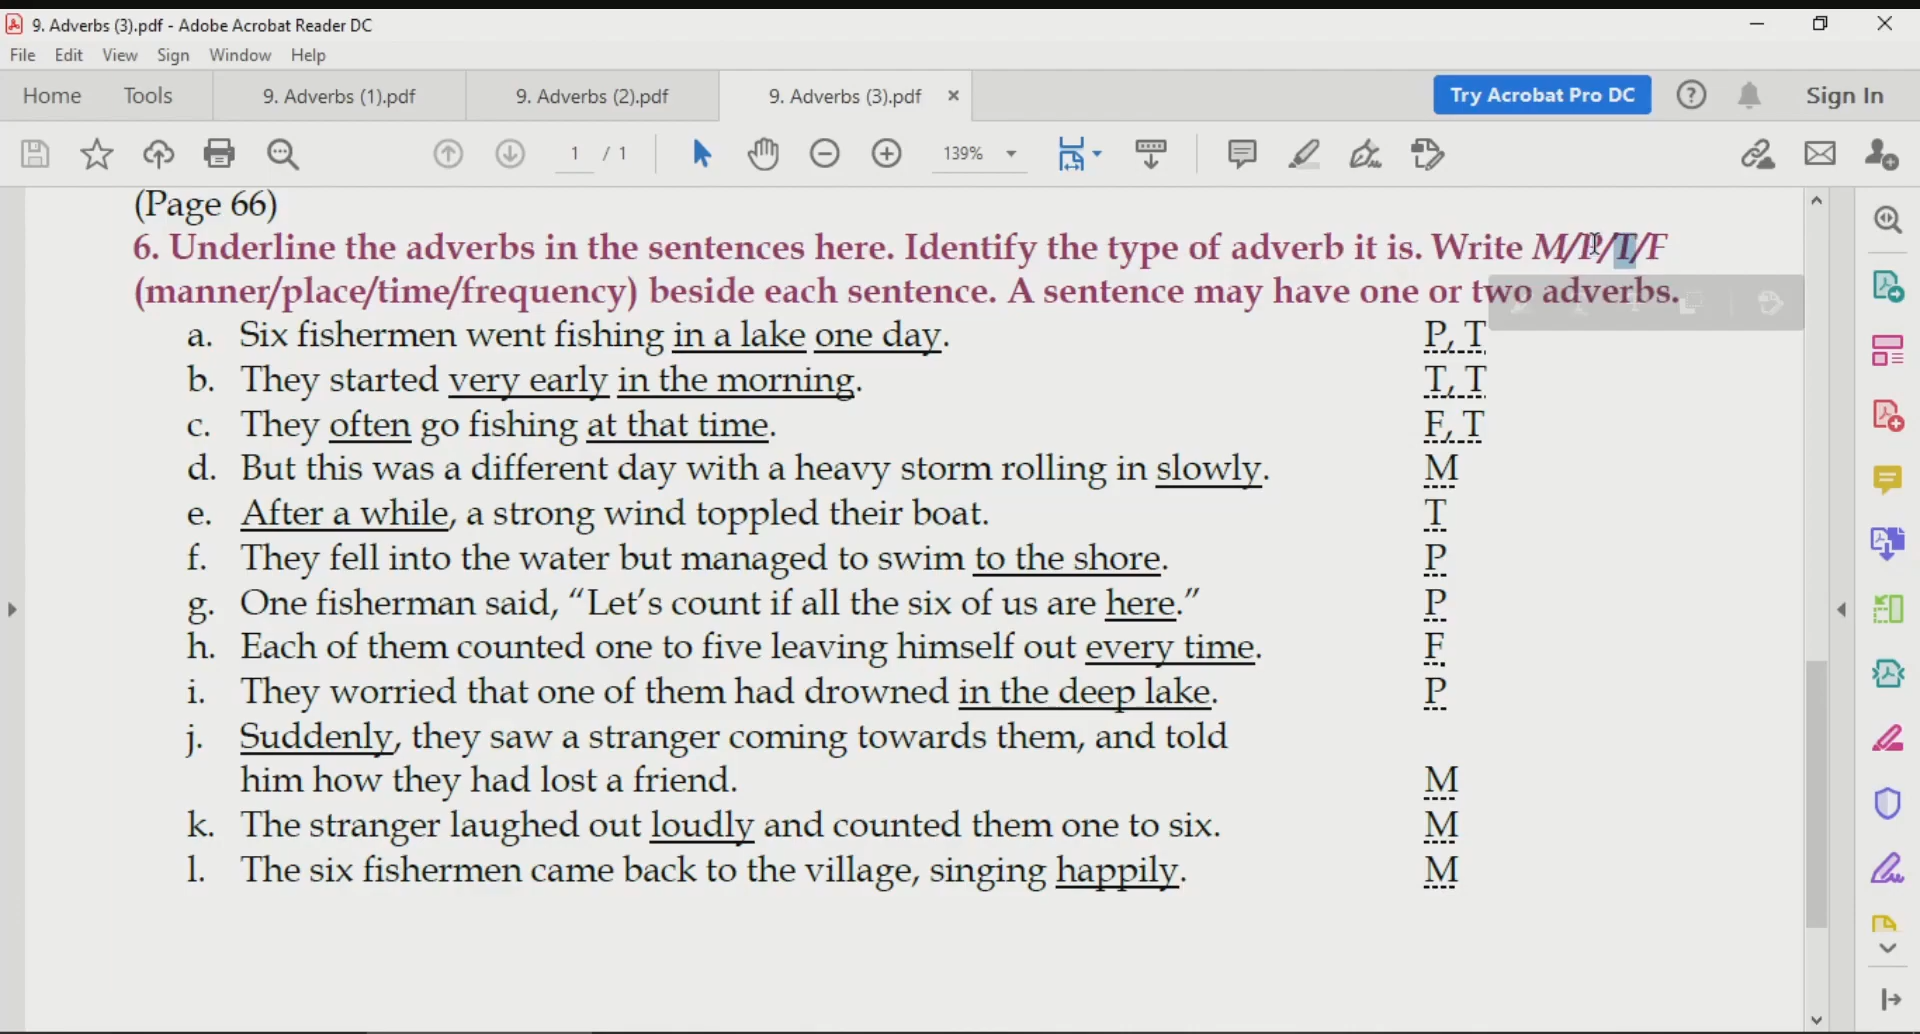 9. Adverbs (3).pdf - Adobe Acrobat Reader DC
File Edit View Sign Window Help
Home Tools 9. Adverbs (1).pdf 9. Adverbs (2).pdf 9. Adverbs (3).pdf × Try Acrobat Pro DC Sign In
1 / 1 139%
(Page 66)
6. Underline the adverbs in the sentences here. Identify the type of adverb it is. Write M/P/T/F
(manner/place/time/frequency) beside each sentence. A sentence may have one or two adverbs.
a. Six fishermen went fishing in a lake one day. P, T
b. They started very early in the morning. T, T
c. They often go fishing at that time. F, T
d. But this was a different day with a heavy storm rolling in slowly. M
e. After a while, a strong wind toppled their boat. T
f. They fell into the water but managed to swim to the shore. P
g. One fisherman said, “Let’s count if all the six of us are here.” P
h. Each of them counted one to five leaving himself out every time. F
i. They worried that one of them had drowned in the deep lake. P
j. Suddenly, they saw a stranger coming towards them, and told
him how they had lost a friend. M
k. The stranger laughed out loudly and counted them one to six. M
l. The six fishermen came back to the village, singing happily. M